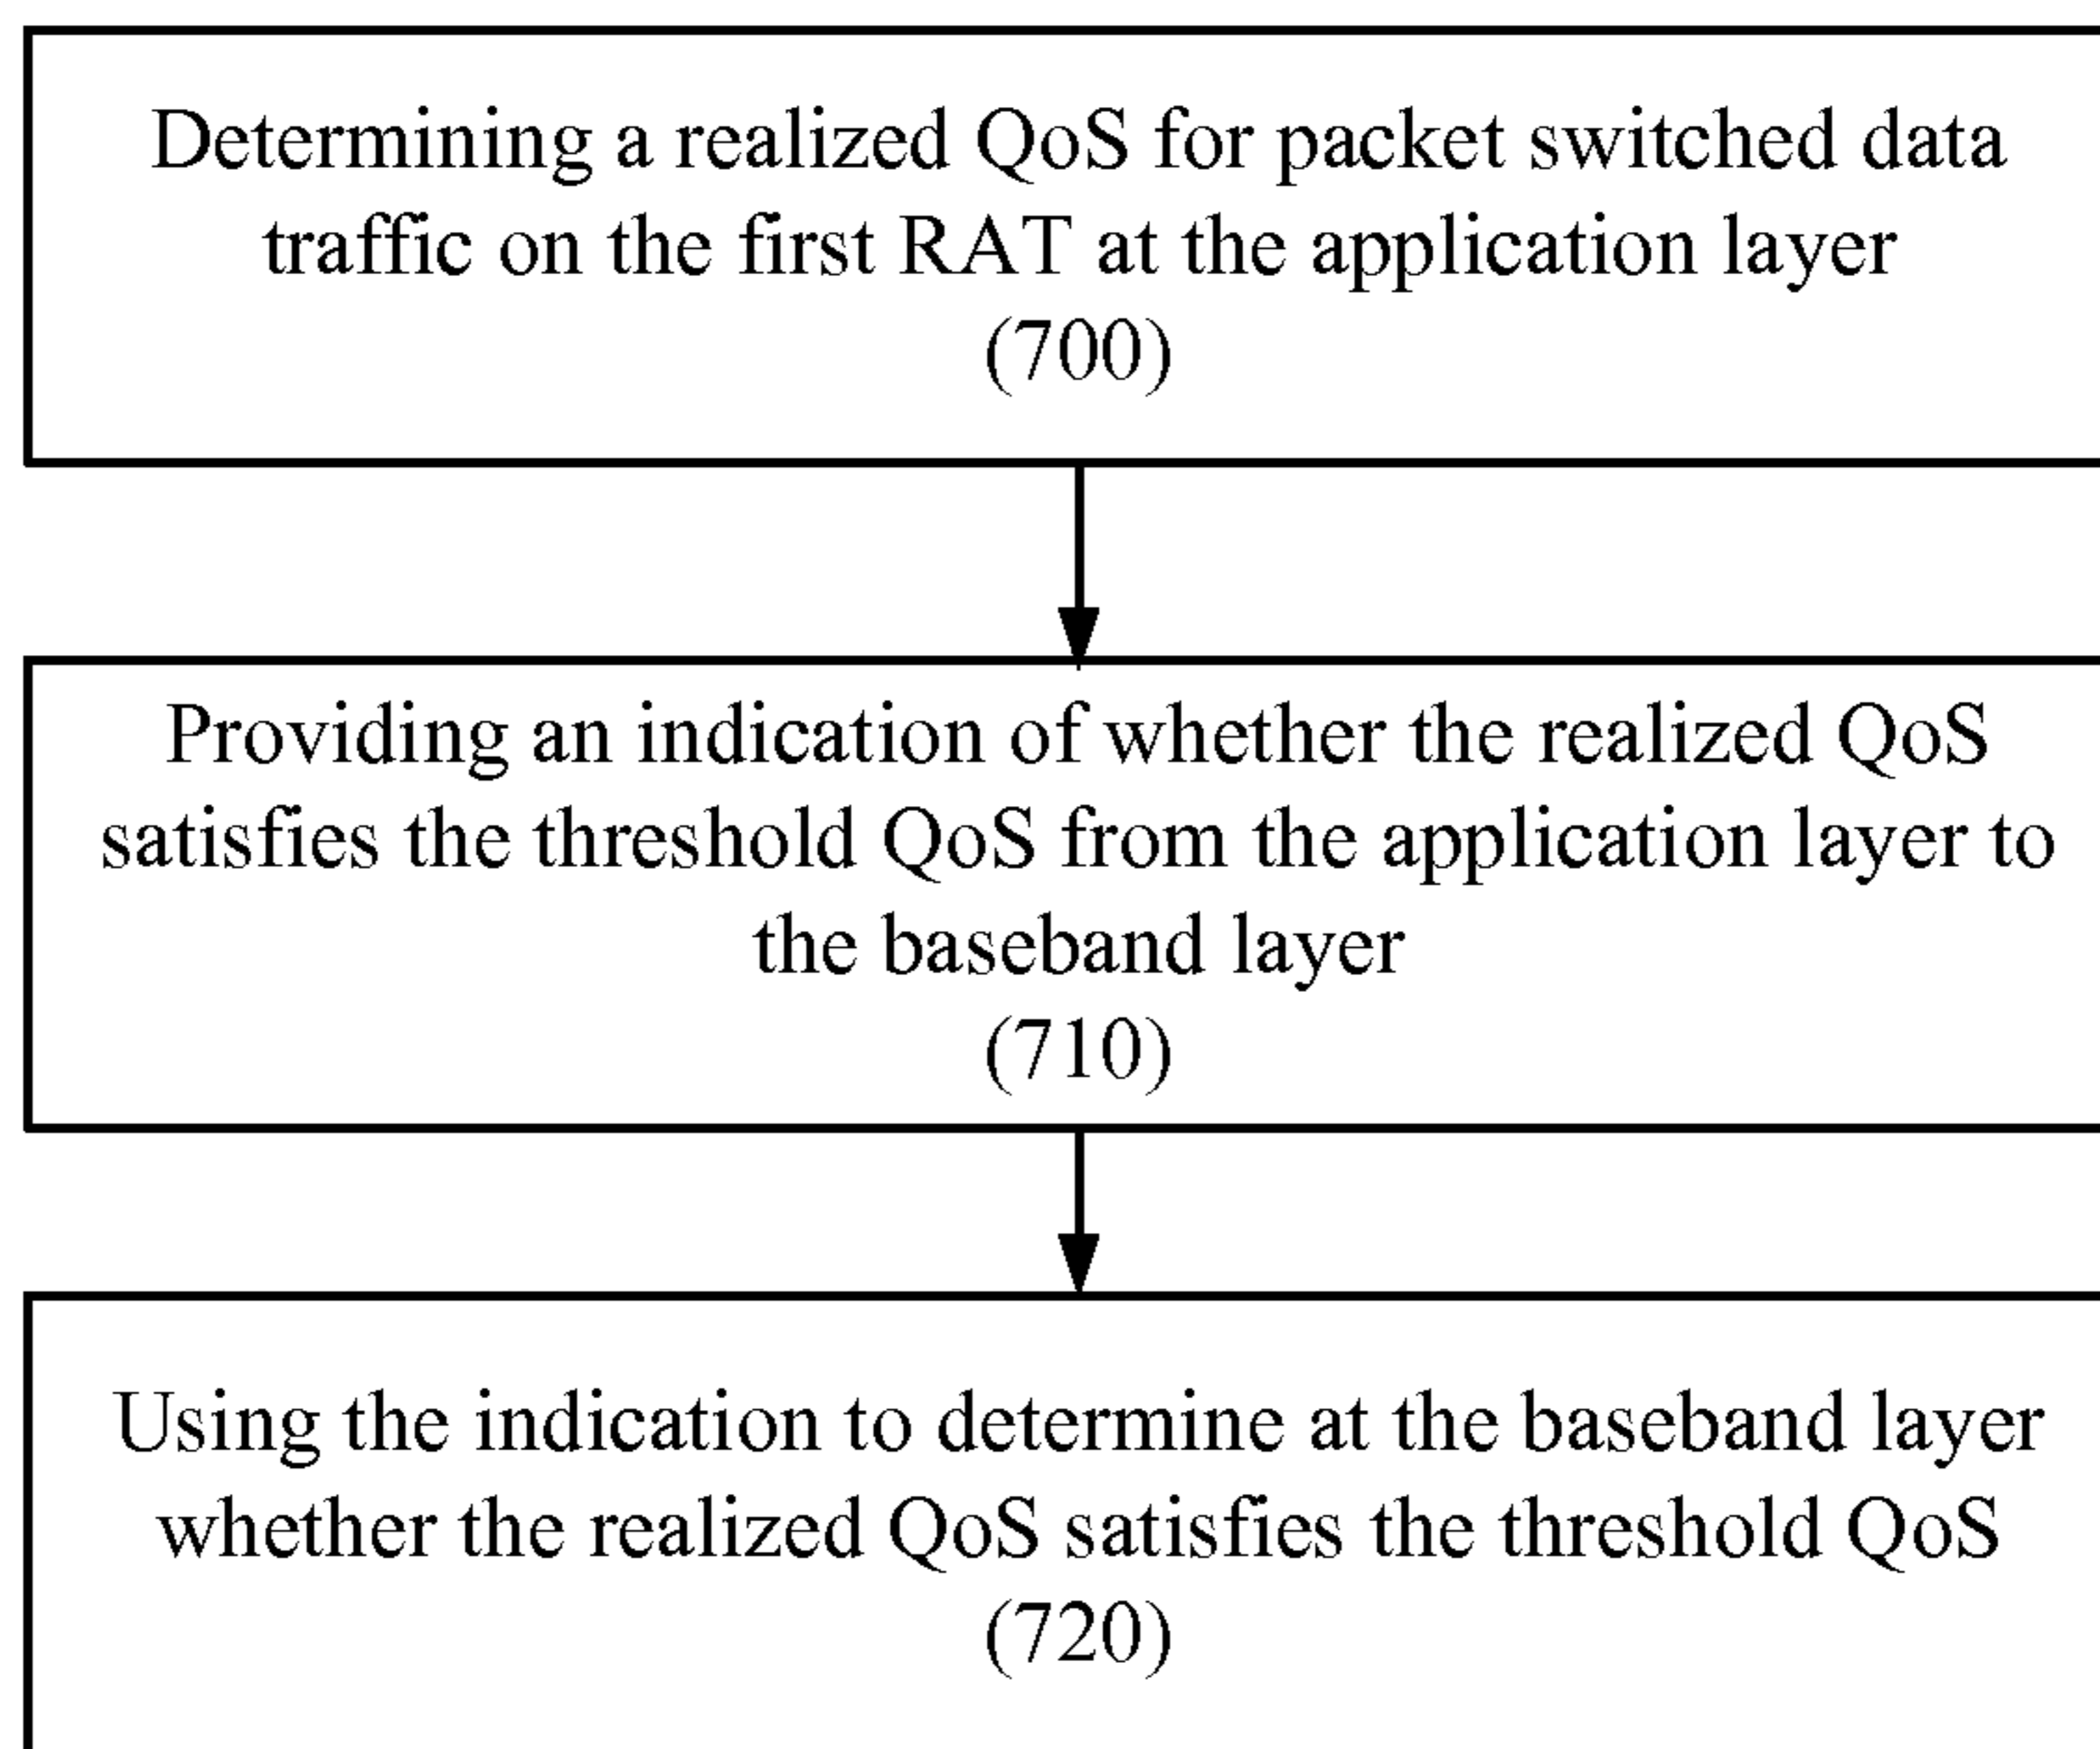 Determining a realized QoS for packet switched data
traffic on the first RAT at the application layer
(700)
Providing an indication of whether the realized QoS
satisfies the threshold QoS from the application layer to
the baseband layer
(710)
Using the indication to determine at the baseband layer
whether the realized QoS satisfies the threshold QoS
(720)